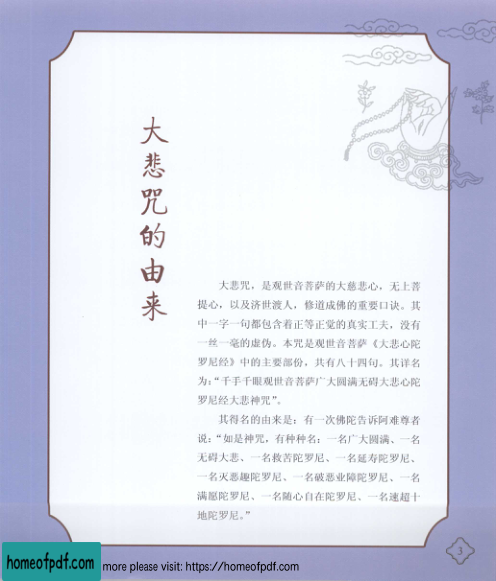 大悲咒的由来
大悲咒，是观世音菩萨的大慈悲心，无上菩
提心，以及济世渡人，修道成佛的重要口诀。其
中一字一句都包含着正等正觉的真实工夫，没有
一丝一毫的虚伪。本咒是观世音菩萨《大悲心陀
罗尼经》中的主要部份，共有八十四句，其详名
为：“千手千眼观世音菩萨广大圆满无碍大悲心陀
罗尼经大悲神咒”。
其得名的由来是：有一次佛陀告诉阿难尊者
说：“如是神咒，有种种名：一名广大圆满、一名
无碍大悲、一名救苦陀罗尼、一名延寿陀罗尼、
一名灭恶趣陀罗尼、一名破恶业障陀罗尼、一名
满愿陀罗尼、一名随心自在陀罗尼、一名速超十
地陀罗尼。”
3
homeofpdf.com more please visit: https://homeofpdf.com